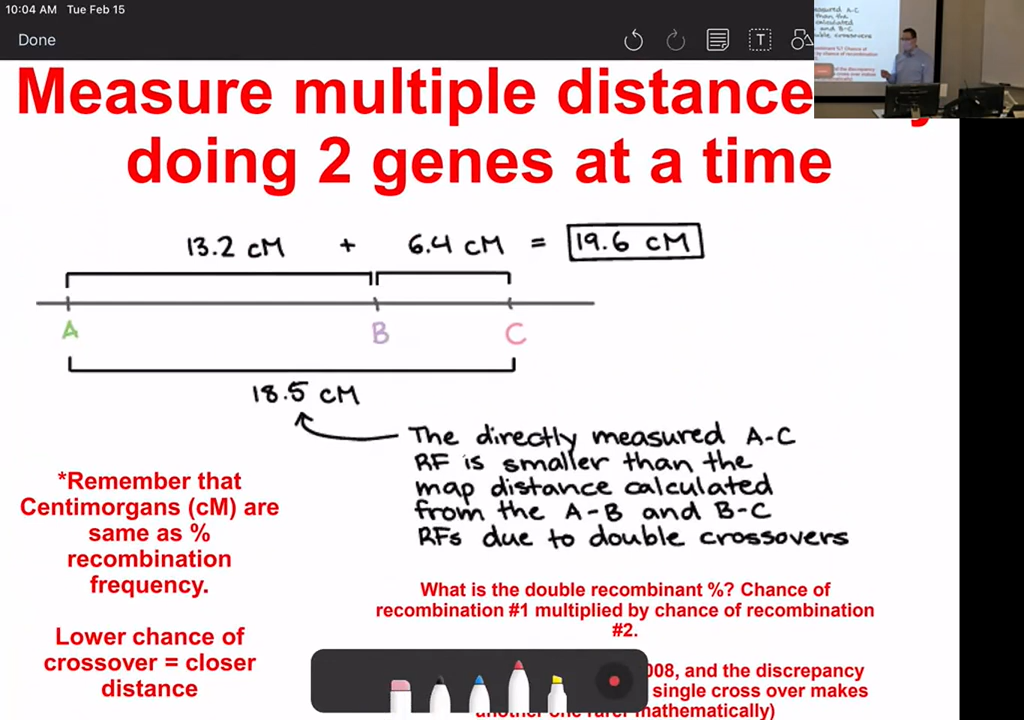 10:04 AM Tue Feb 15
Done
T
Measure multiple distance
doing 2 genes at a time
13.2 cM + 6.4 cM = 19.6 cM
A B C
18.5 cM
The directly measured A-C
RF is smaller than the
map distance calculated
from the A-B and B-C
RFs due to double crossovers
*Remember that
Centimorgans (cM) are
same as %
recombination
frequency.
Lower chance of
crossover = closer
distance
What is the double recombinant %? Chance of
recombination #1 multiplied by chance of recombination
#2.
008, and the discrepancy
single cross over makes
another one rarer mathematically)